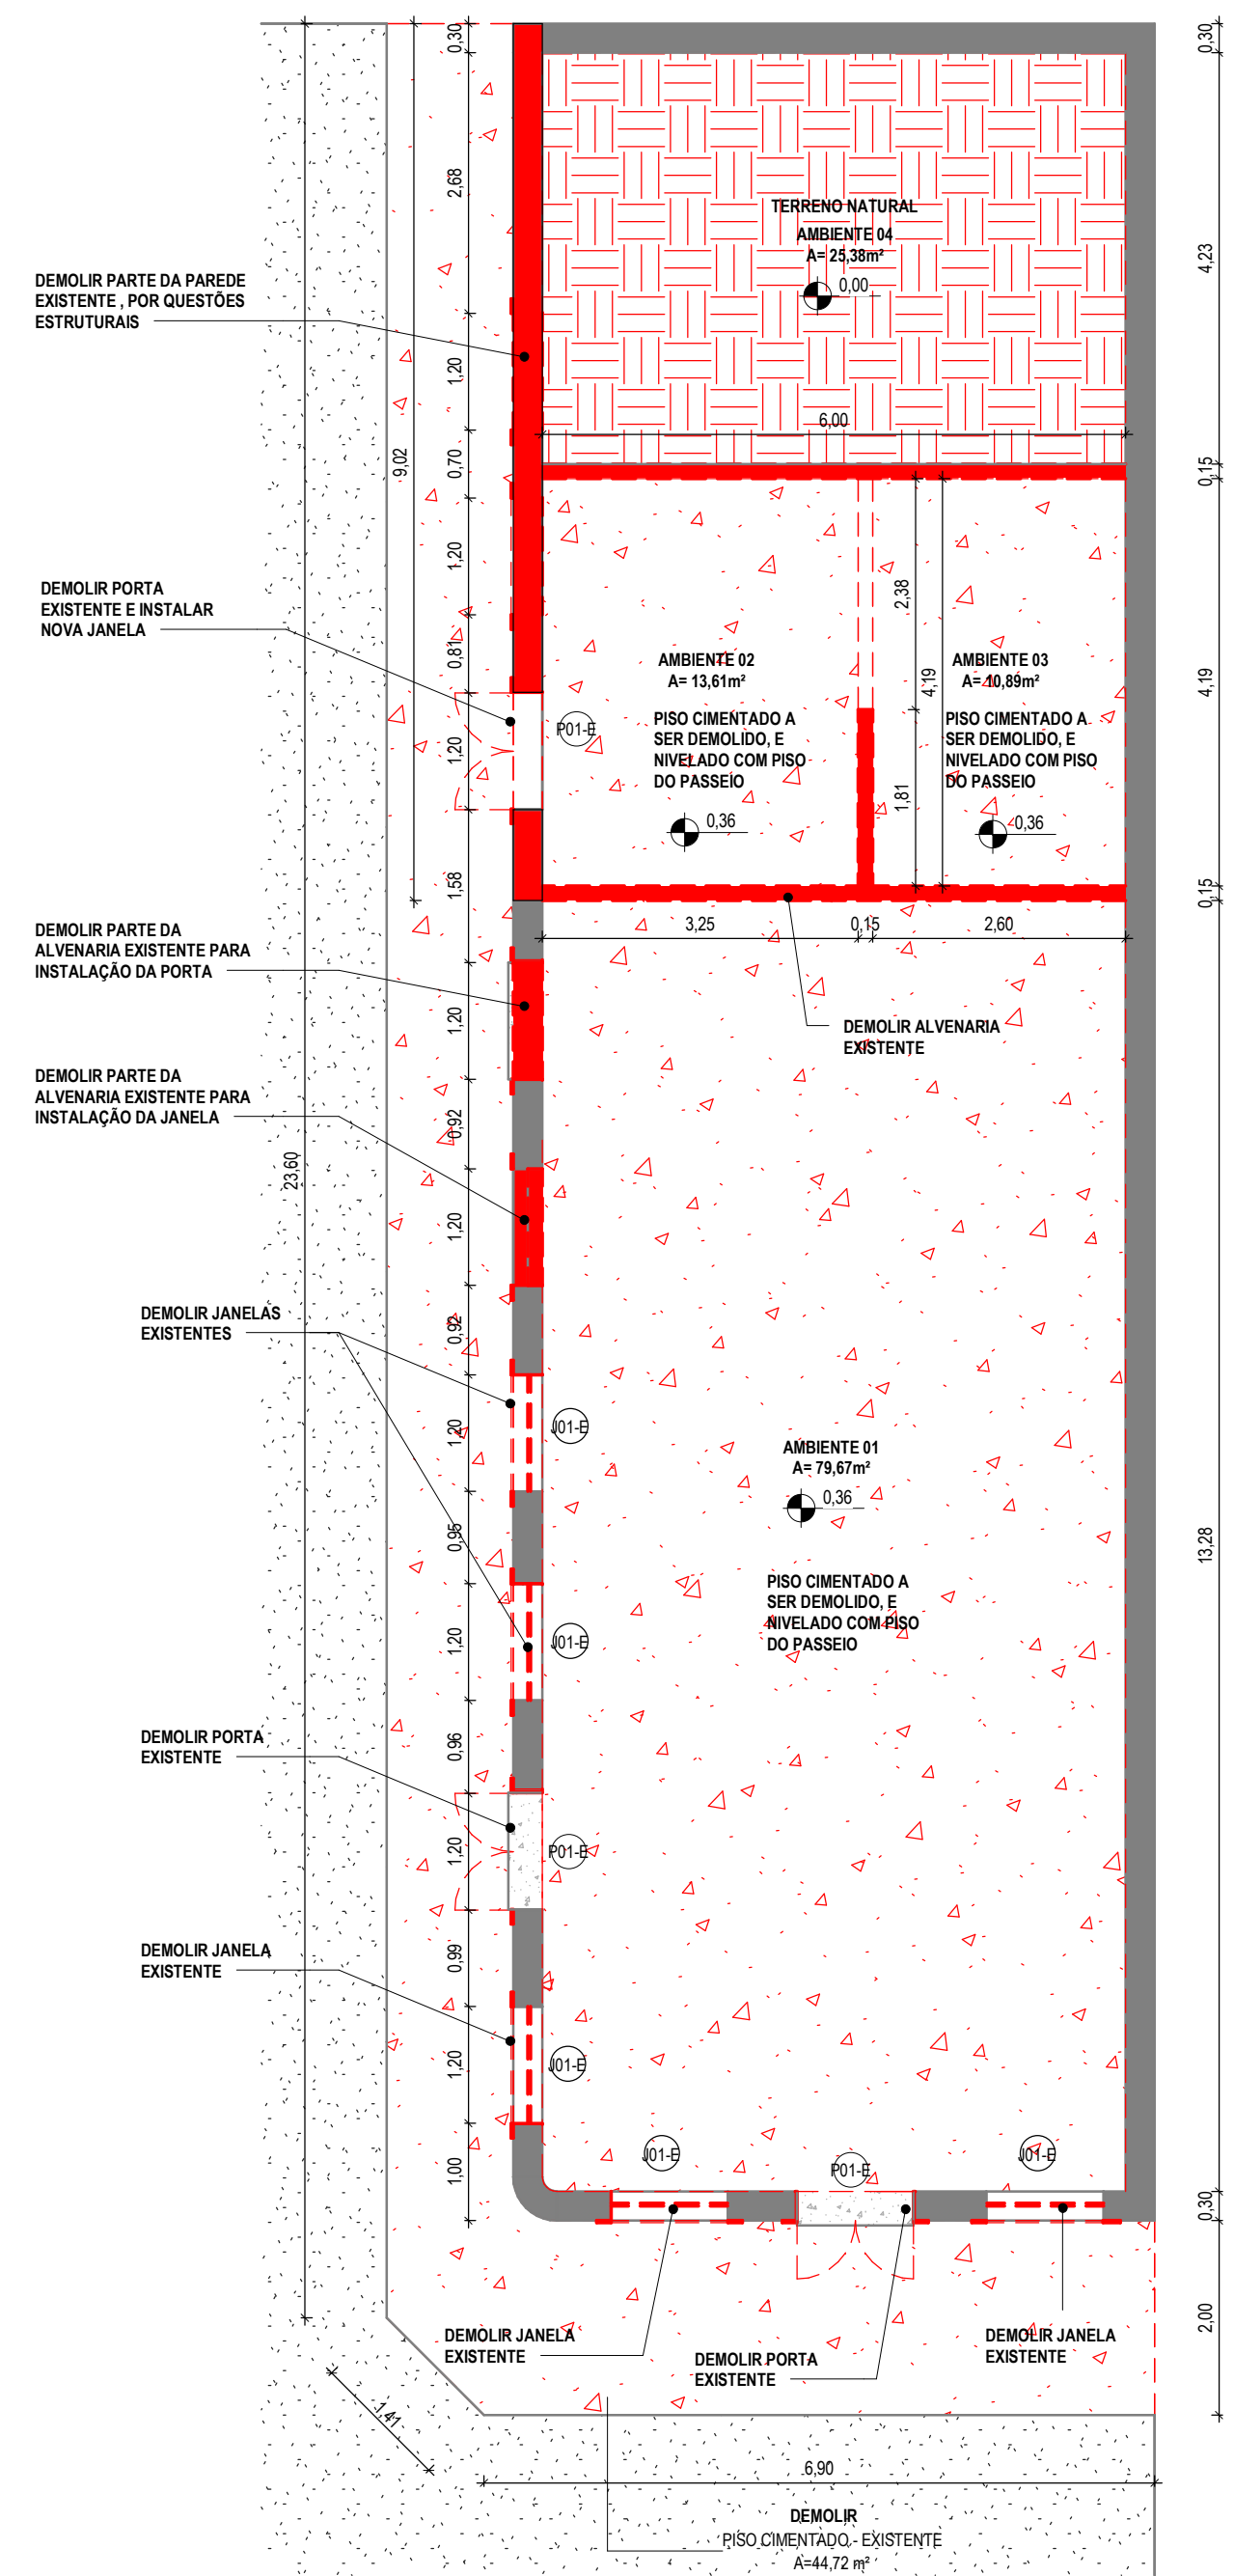 0,30
0,30
2,68
TERRENO NATURAL
AMBIENTE 04
A= 25,38m²
0,00
4,23
DEMOLIR PARTE DA PAREDE
EXISTENTE , POR QUESTÕES
ESTRUTURAIS
1,20
6,00
9,02
0,70
0,15
1,20
2,38
DEMOLIR PORTA
EXISTENTE E INSTALAR
NOVA JANELA
0,81
AMBIENTE 02
A= 13,61m²
PISO CIMENTADO A
SER DEMOLIDO, E
NIVELADO COM PISO
DO PASSEIO
0,36
4,19
AMBIENTE 03
A= 10,89m²
PISO CIMENTADO A
SER DEMOLIDO, E
NIVELADO COM PISO
DO PASSEIO
0,36
4,19
P01-E
1,20
1,81
1,58
0,15
3,25
0,15
2,60
DEMOLIR PARTE DA
ALVENARIA EXISTENTE PARA
INSTALAÇÃO DA PORTA
1,20
DEMOLIR ALVENARIA
EXISTENTE
DEMOLIR PARTE DA
ALVENARIA EXISTENTE PARA
INSTALAÇÃO DA JANELA
0,92
23,60
1,20
DEMOLIR JANELAS
EXISTENTES
0,92
1,20
J01-E
AMBIENTE 01
A= 79,67m²
0,36
0,95
13,28
PISO CIMENTADO A
SER DEMOLIDO, E
NIVELADO COM PISO
DO PASSEIO
1,20
J01-E
DEMOLIR PORTA
EXISTENTE
0,96
1,20
P01-E
DEMOLIR JANELA
EXISTENTE
0,99
1,20
J01-E
1,00
J01-E
P01-E
J01-E
0,30
2,00
DEMOLIR JANELA
EXISTENTE
DEMOLIR PORTA
EXISTENTE
DEMOLIR JANELA
EXISTENTE
1,41
6,90
DEMOLIR
PISO CIMENTADO - EXISTENTE
A=44,72 m²